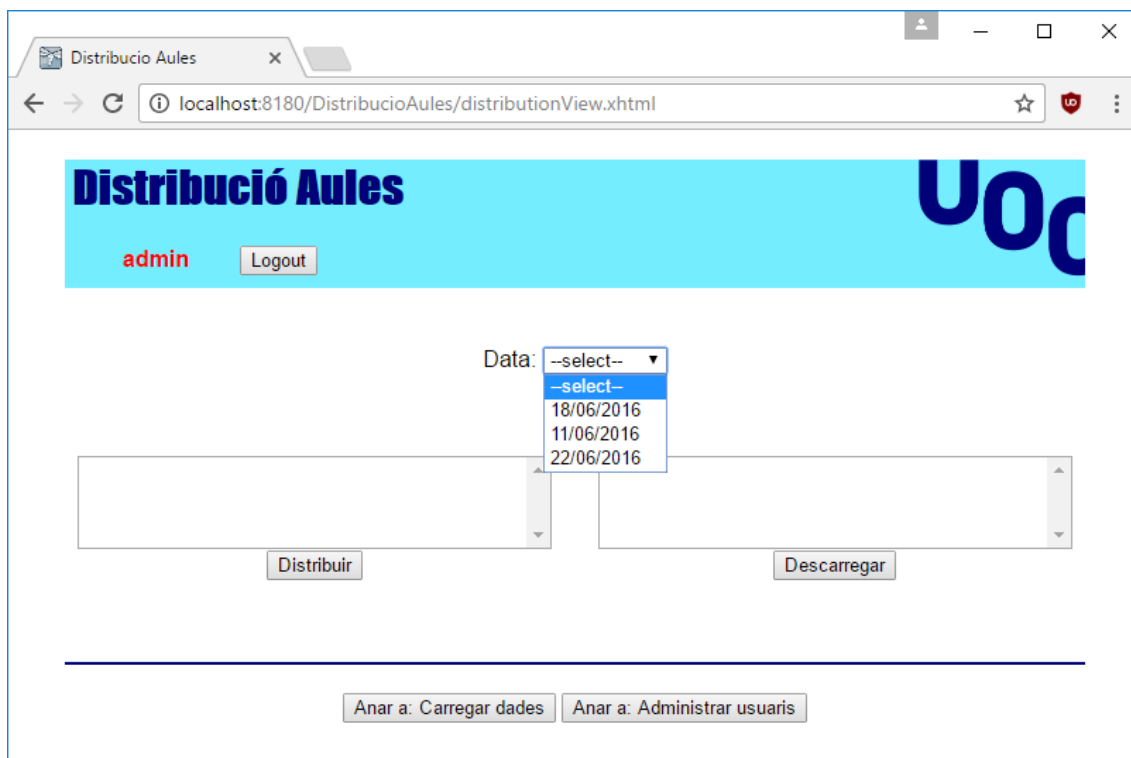 Distribucio Aules
localhost:8180/DistribucioAules/distributionView.xhtml
Distribució Aules
UOC
admin Logout
Data: --select--
--select--
18/06/2016
11/06/2016
22/06/2016
Distribuir Descarregar
Anar a: Carregar dades Anar a: Administrar usuaris